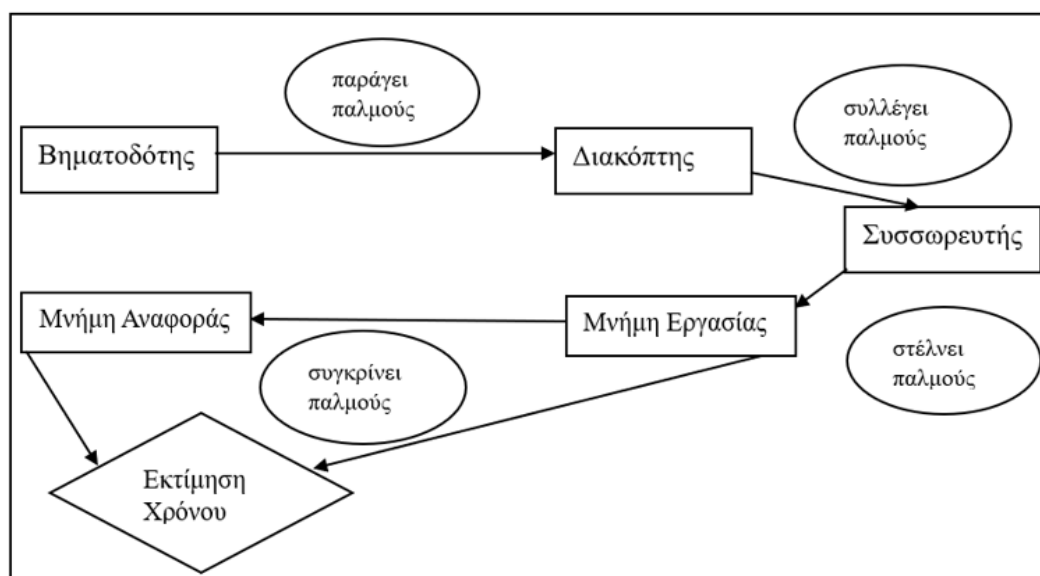 παράγει
παλμούς
συλλέγει
παλμούς
Βηματοδότης
Διακόπτης
Συσσωρευτής
Μνήμη Αναφοράς
Μνήμη Εργασίας
στέλνει
παλμούς
συγκρίνει
παλμούς
Εκτίμηση
Χρόνου